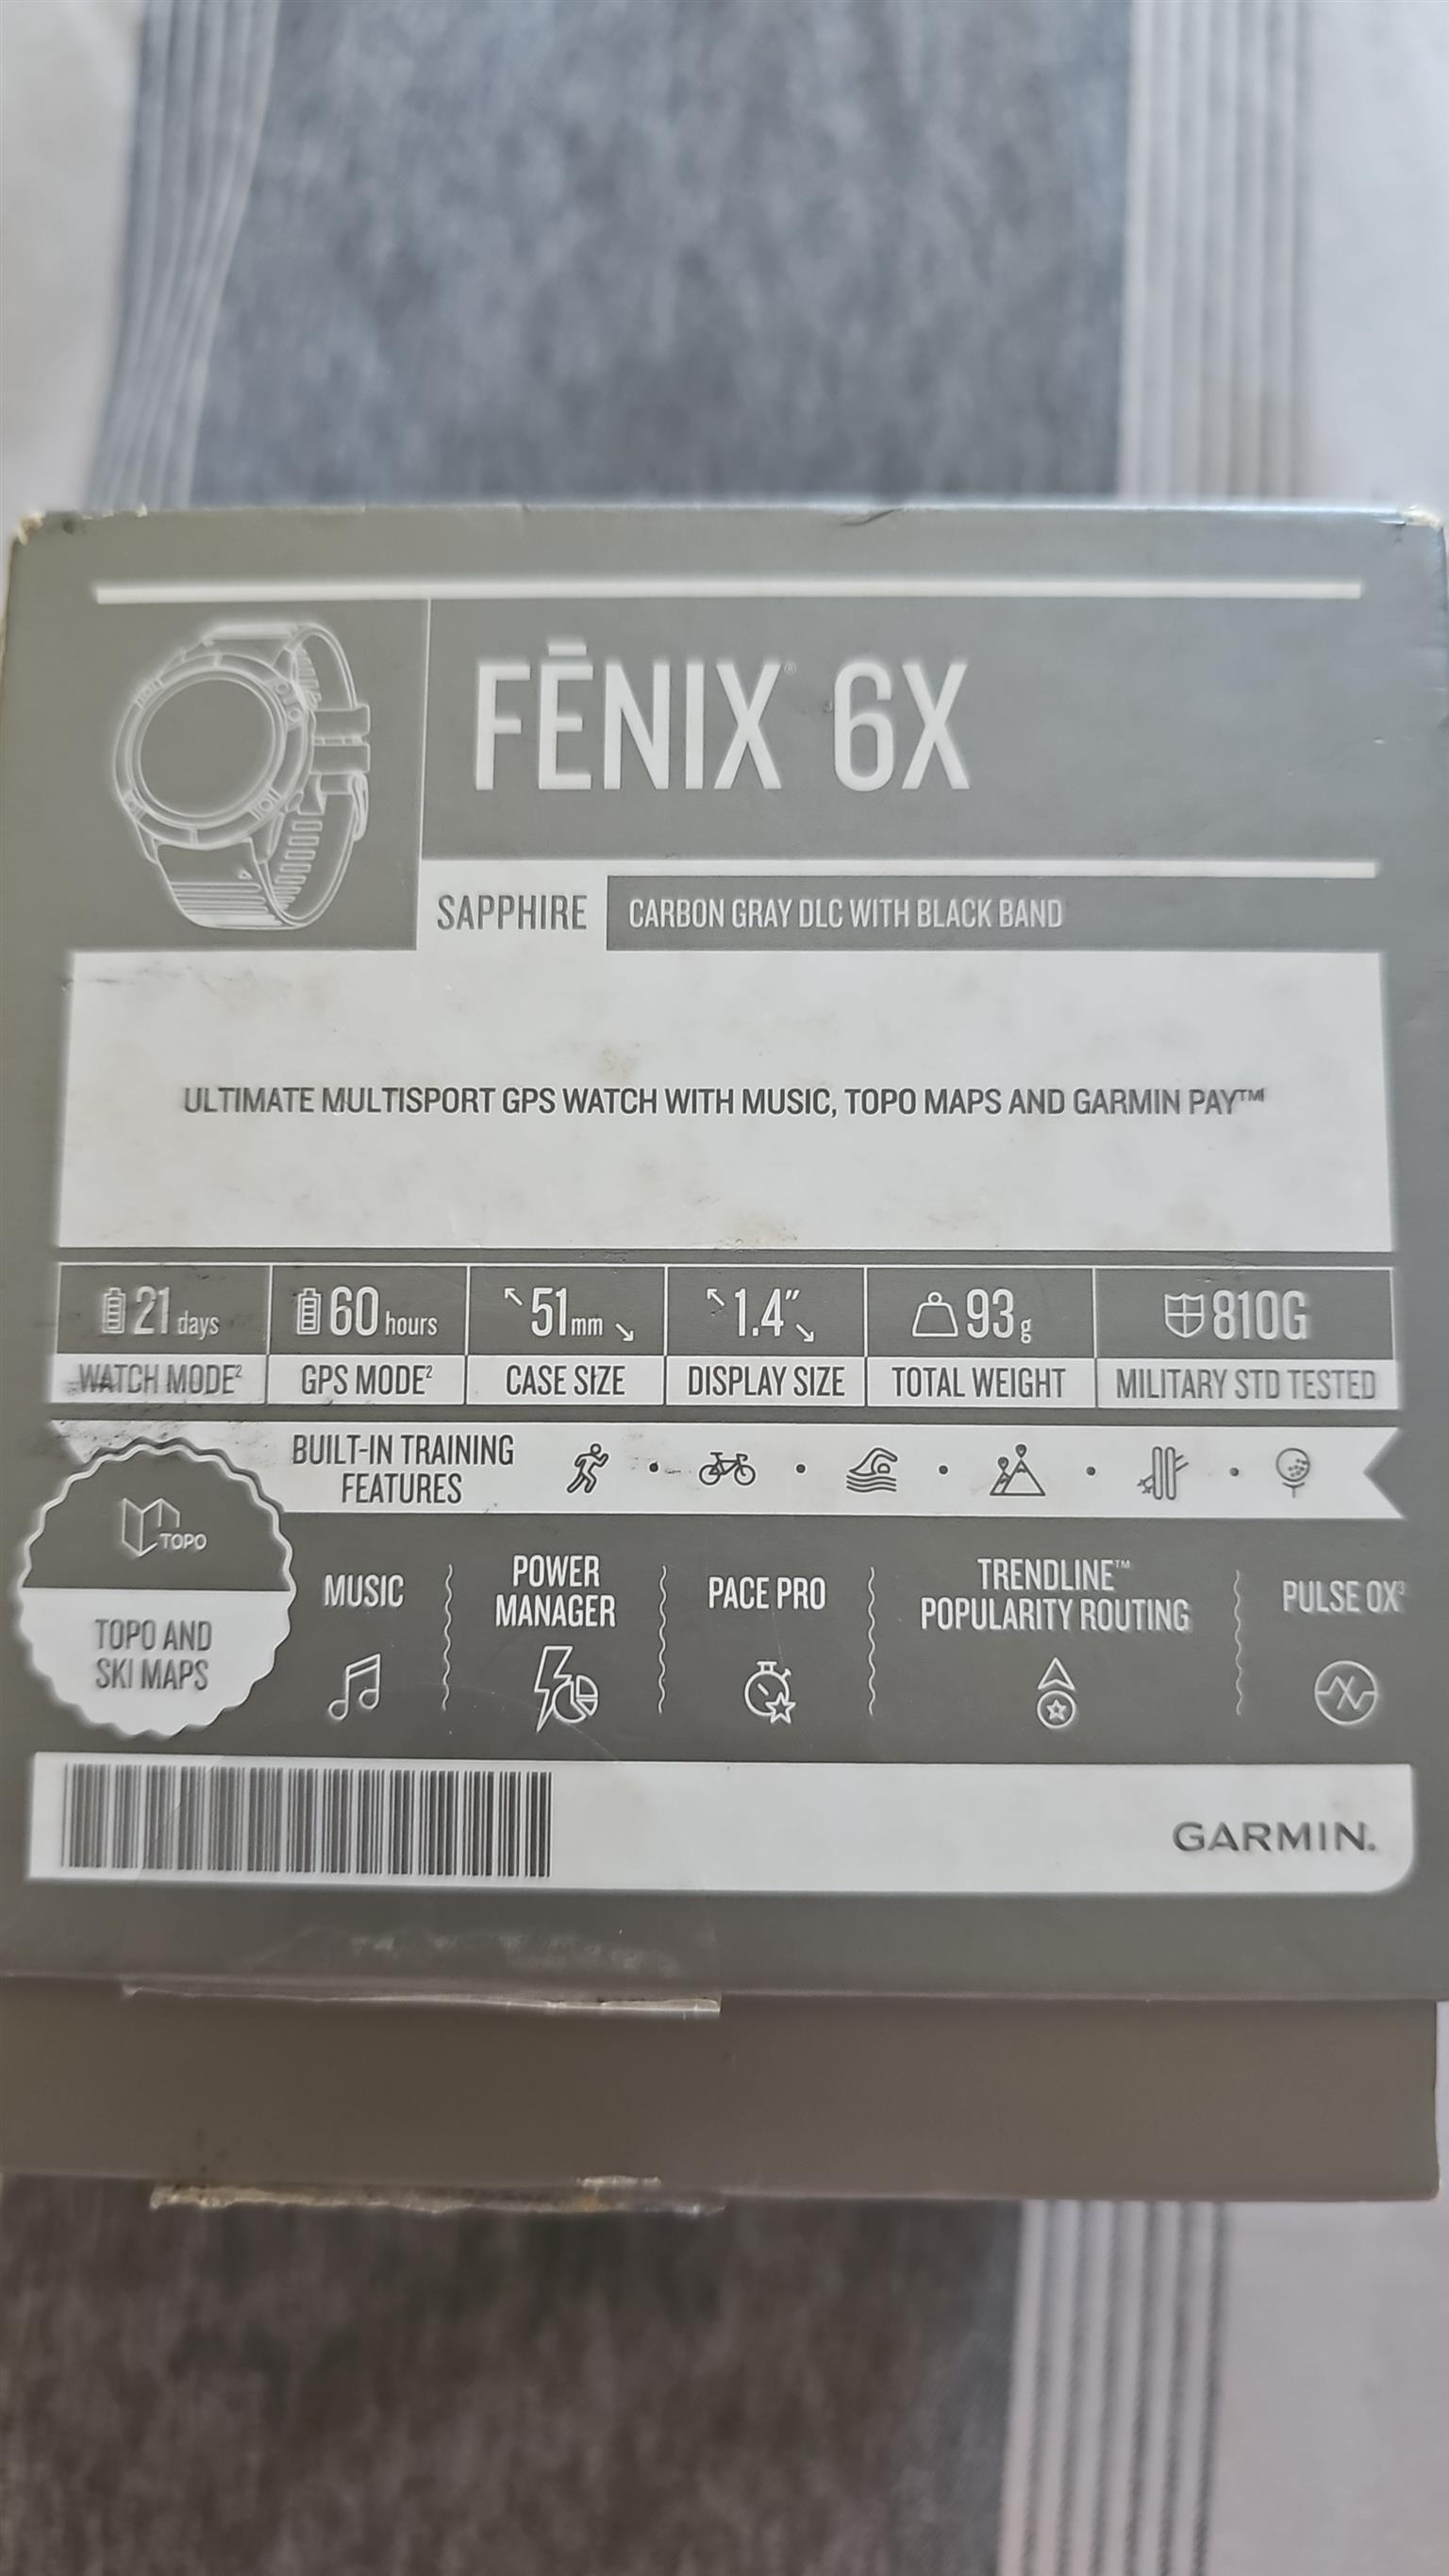 FĒNIX® 6X
SAPPHIRE
CARBON GRAY DLC WITH BLACK BAND
ULTIMATE MULTISPORT GPS WATCH WITH MUSIC, TOPO MAPS AND GARMIN PAY™
21 days
WATCH MODE²
60 hours
GPS MODE²
51mm
CASE SIZE
1.4″
DISPLAY SIZE
93g
TOTAL WEIGHT
810G
MILITARY STD TESTED
BUILT-IN TRAINING
FEATURES
TOPO
TOPO AND
SKI MAPS
MUSIC
POWER
MANAGER
PACE PRO
TRENDLINE™
POPULARITY ROUTING
PULSE OX³
GARMIN.